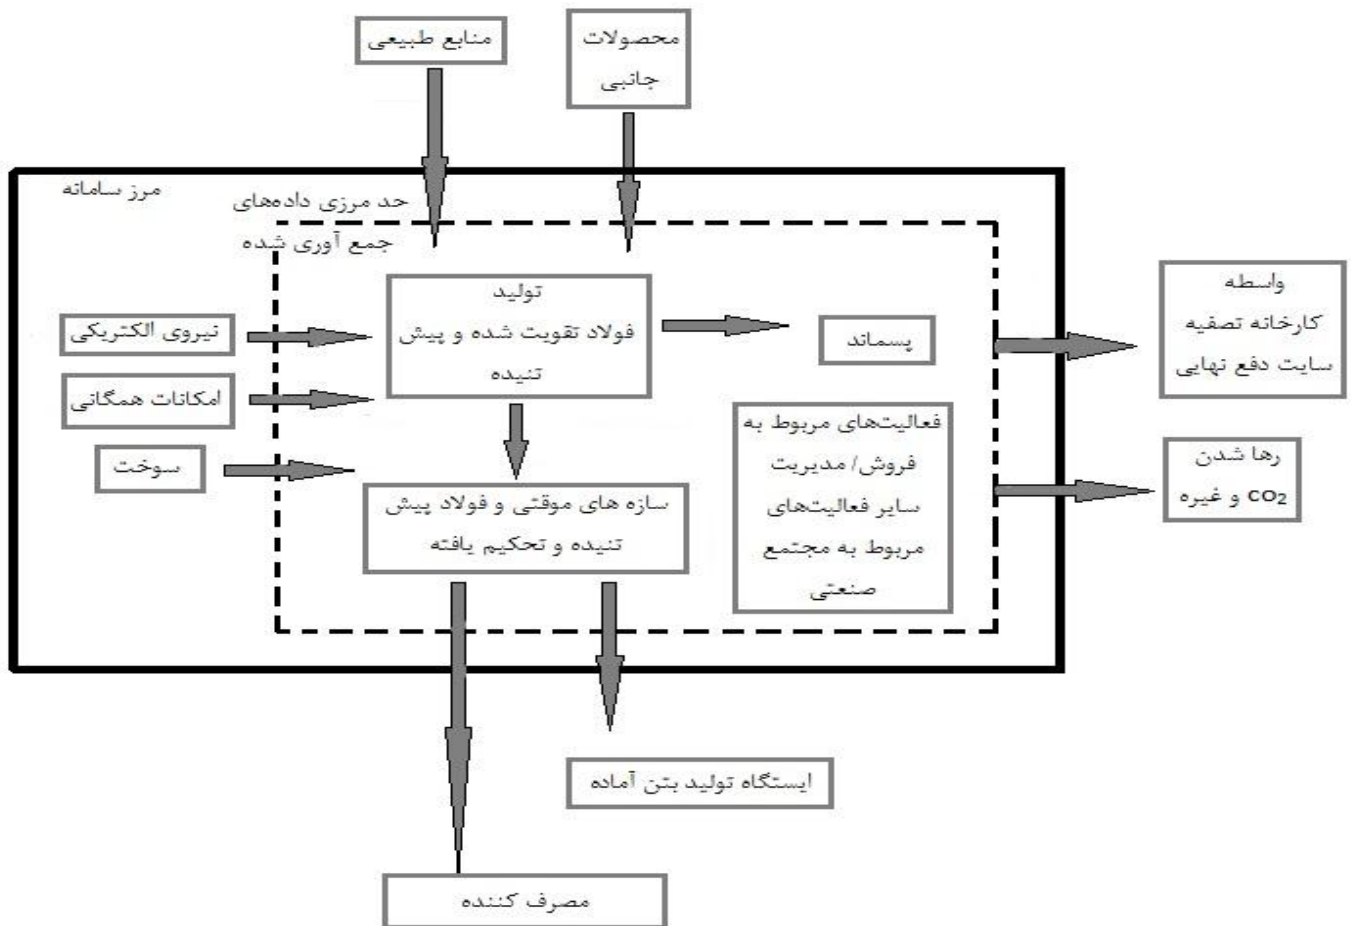 منابع طبیعی
محصولات
جانبی
مرز سامانه
حد مرزی داده‌های
جمع آوری شده
تولید
فولاد تقویت شده و پیش
تنیده
نیروی الکتریکی
امکانات همگانی
سوخت
پسماند
واسطه
کارخانه تصفیه
سایت دفع نهایی
فعالیت‌های مربوط به
فروش/ مدیریت
سایر فعالیت‌های
مربوط به مجتمع
صنعتی
رها شدن
CO₂ و غیره
سازه های موقتی و فولاد پیش
تنیده و تحکیم یافته
ایستگاه تولید بتن آماده
مصرف کننده